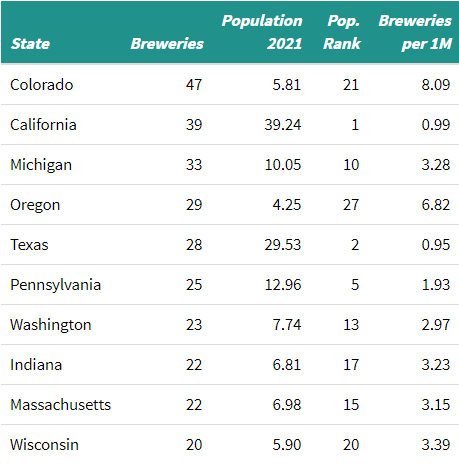 State Breweries Population 2021 Pop. Rank Breweries per 1M
Colorado 47 5.81 21 8.09
California 39 39.24 1 0.99
Michigan 33 10.05 10 3.28
Oregon 29 4.25 27 6.82
Texas 28 29.53 2 0.95
Pennsylvania 25 12.96 5 1.93
Washington 23 7.74 13 2.97
Indiana 22 6.81 17 3.23
Massachusetts 22 6.98 15 3.15
Wisconsin 20 5.90 20 3.39